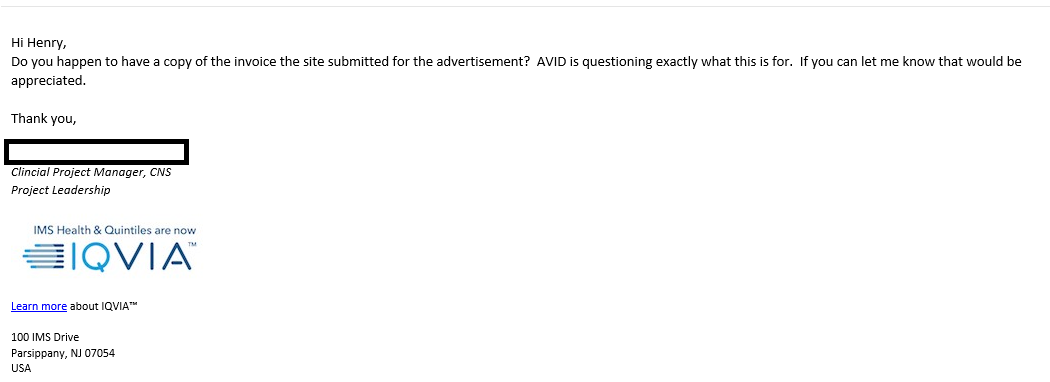 Hi Henry,
Do you happen to have a copy of the invoice the site submitted for the advertisement?  AVID is questioning exactly what this is for.  If you can let me know that would be
appreciated.
Thank you,
Clincial Project Manager, CNS
Project Leadership
IMS Health & Quintiles are now
IQVIA™
Learn more about IQVIA™
100 IMS Drive
Parsippany, NJ 07054
USA